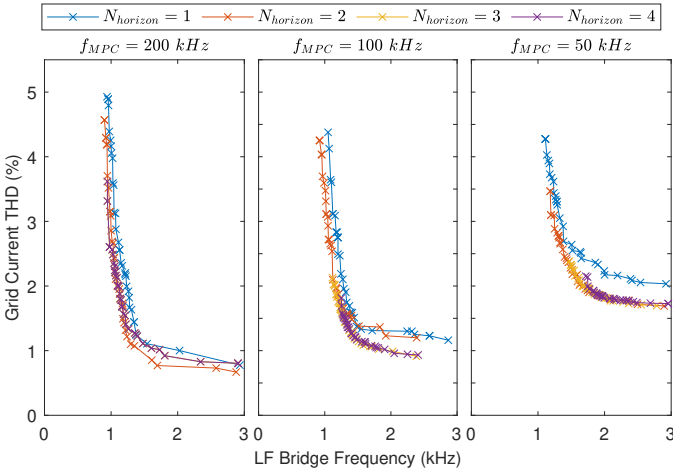 N_horizon = 1 N_horizon = 2 N_horizon = 3 N_horizon = 4
f_MPC = 200 kHz f_MPC = 100 kHz f_MPC = 50 kHz
5
4
3
2
1
0
Grid Current THD (%)
0 1 2 3 0 1 2 3 0 1 2 3
LF Bridge Frequency (kHz)